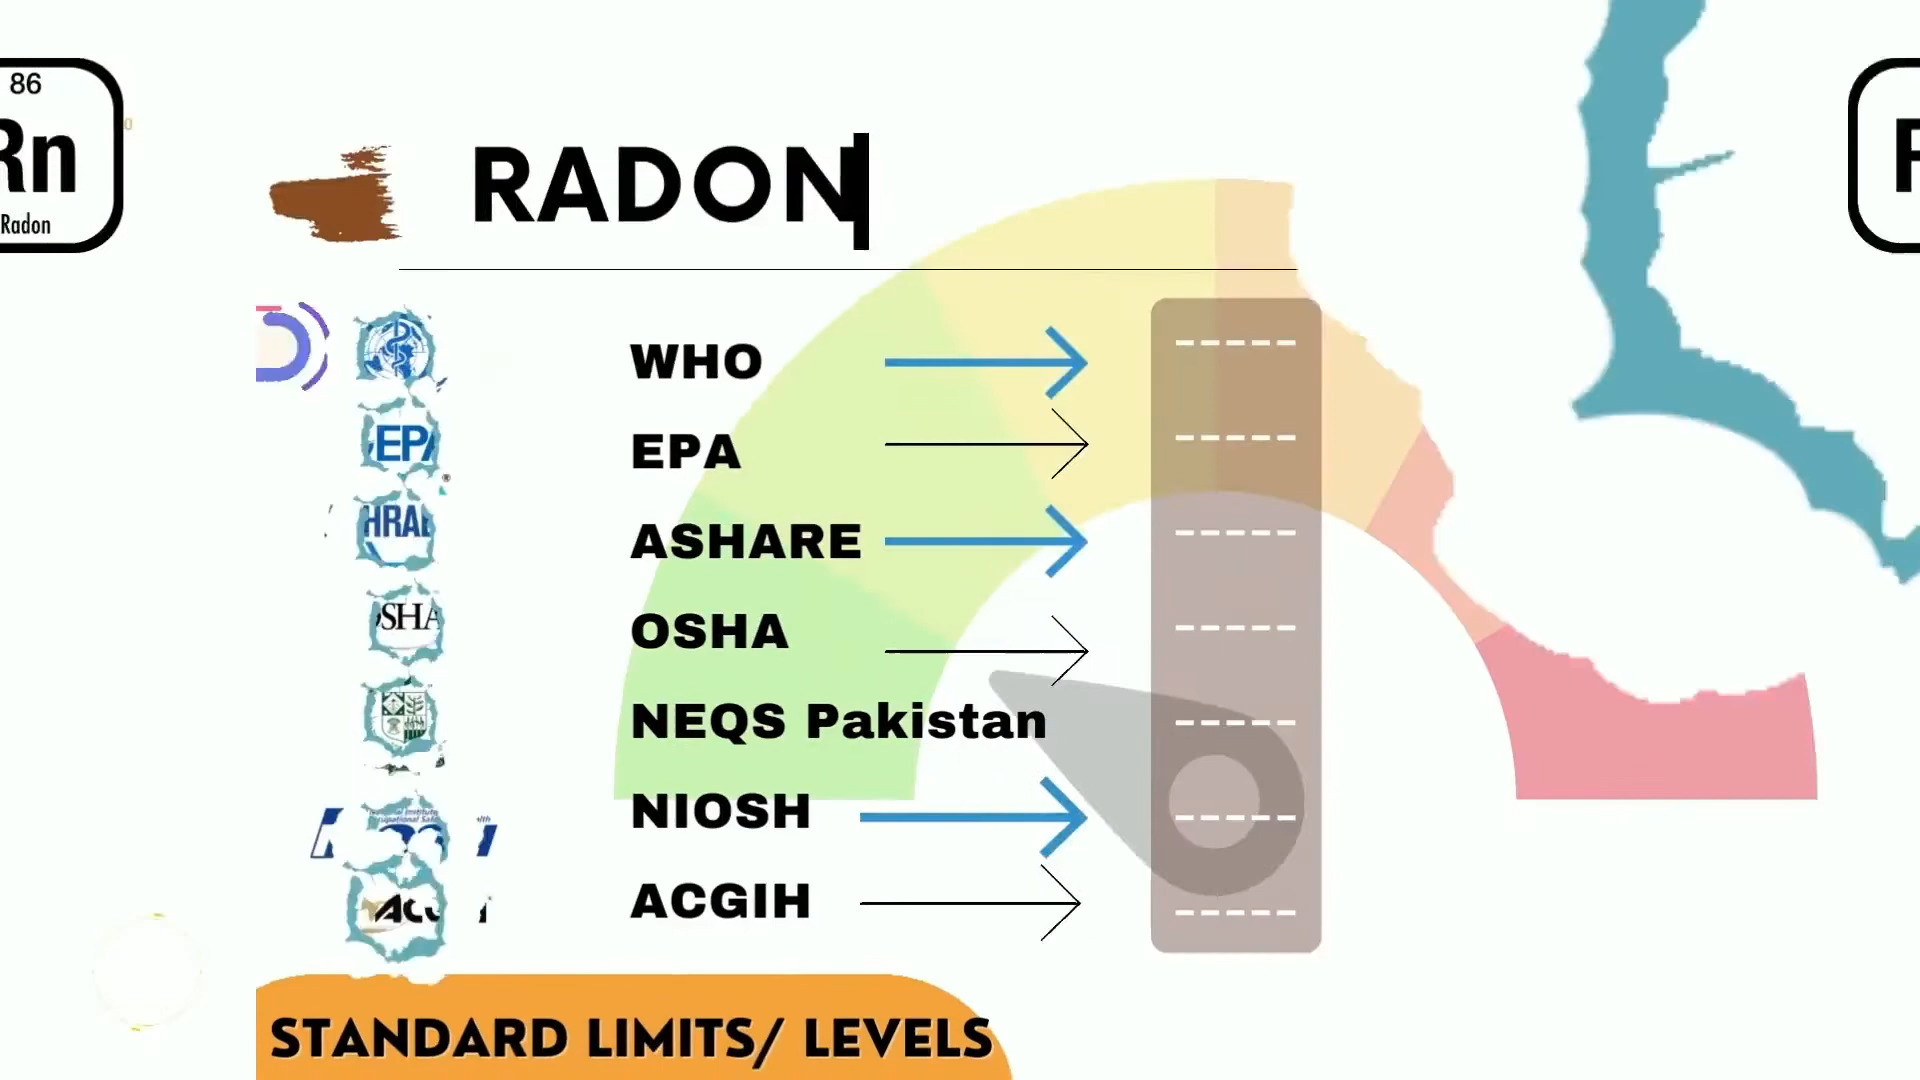 86
Rn
Radon
RADON
WHO
EPA
ASHARE
OSHA
NEQS Pakistan
NIOSH
ACGIH
-----
-----
-----
-----
-----
-----
-----
STANDARD LIMITS/ LEVELS